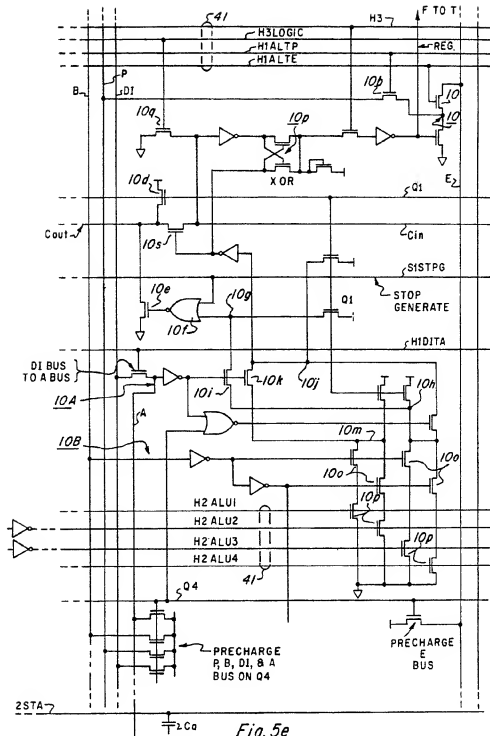 41
H3
F TO T
H3LOGIC
H1ALTP
REG.
B
P
DI
H1ALTE
10b
10
10q
10p
10
X OR
E
10d
Q1
Cout
10s
Cin
S1STPG
10e
10f
10g
Q1
STOP
GENERATE
H1DITA
DI BUS
TO A BUS
10A
10i
10k
10j
10h
A
10m
10B
10o
10o
H2 ALU1
H2 ALU2
10p
H2 ALU3
10p
H2 ALU4
41
Q4
PRECHARGE
P, B, DI, & A
BUS ON Q4
PRECHARGE
E
BUS
2STA
2Ca
Fig. 5e